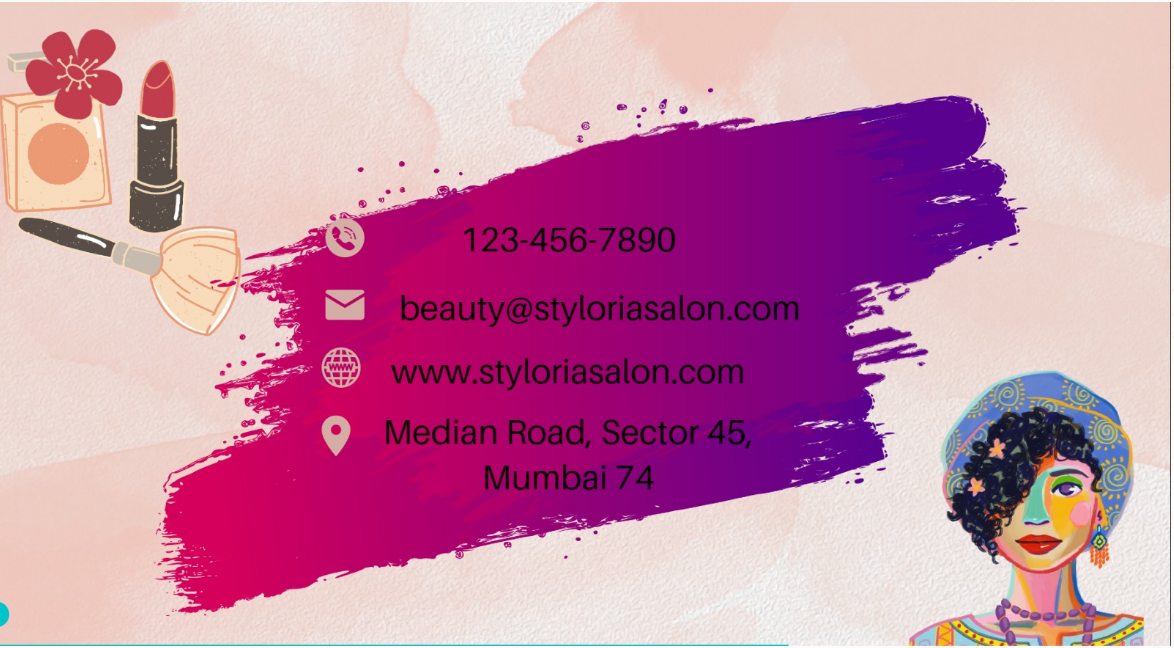 123-456-7890
beauty@styloriasalon.com
www.styloriasalon.com
Median Road, Sector 45,
Mumbai 74